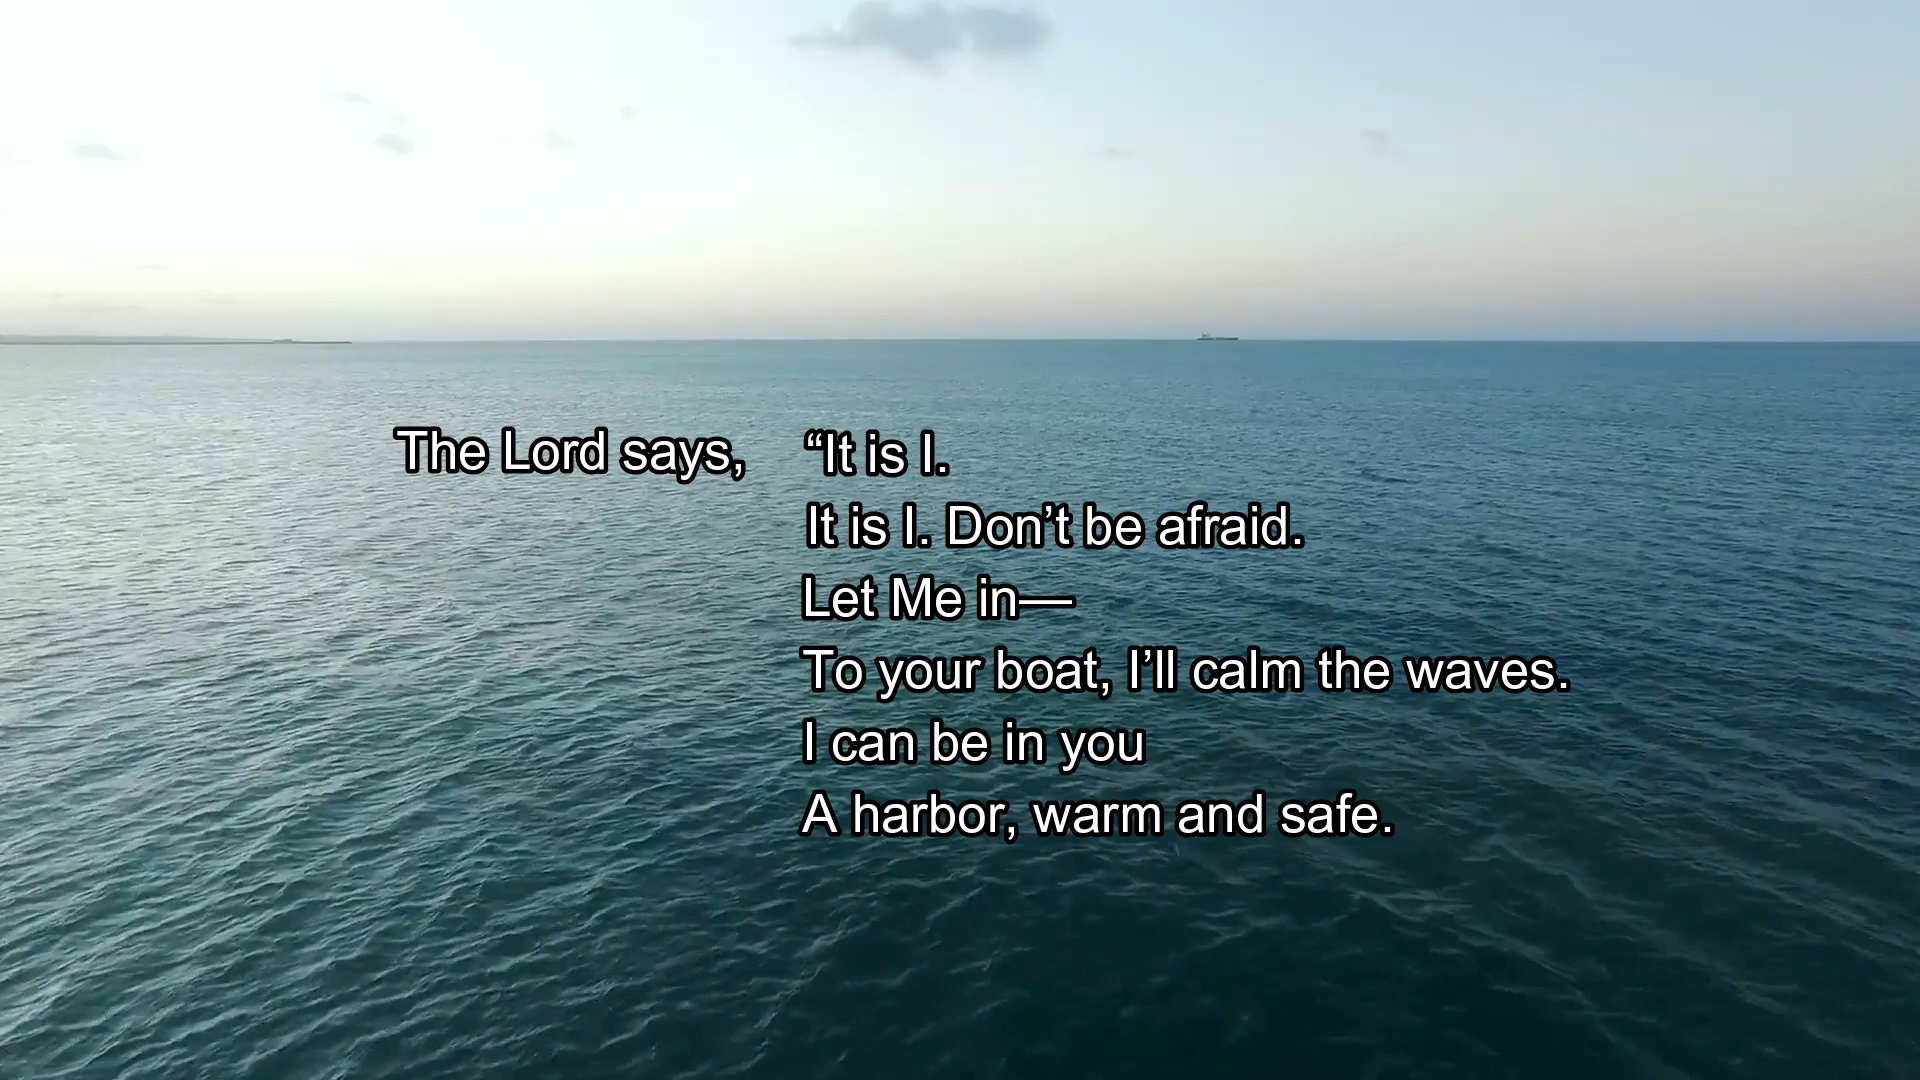 The Lord says, “It is I.
It is I. Don’t be afraid.
Let Me in—
To your boat, I’ll calm the waves.
I can be in you
A harbor, warm and safe.